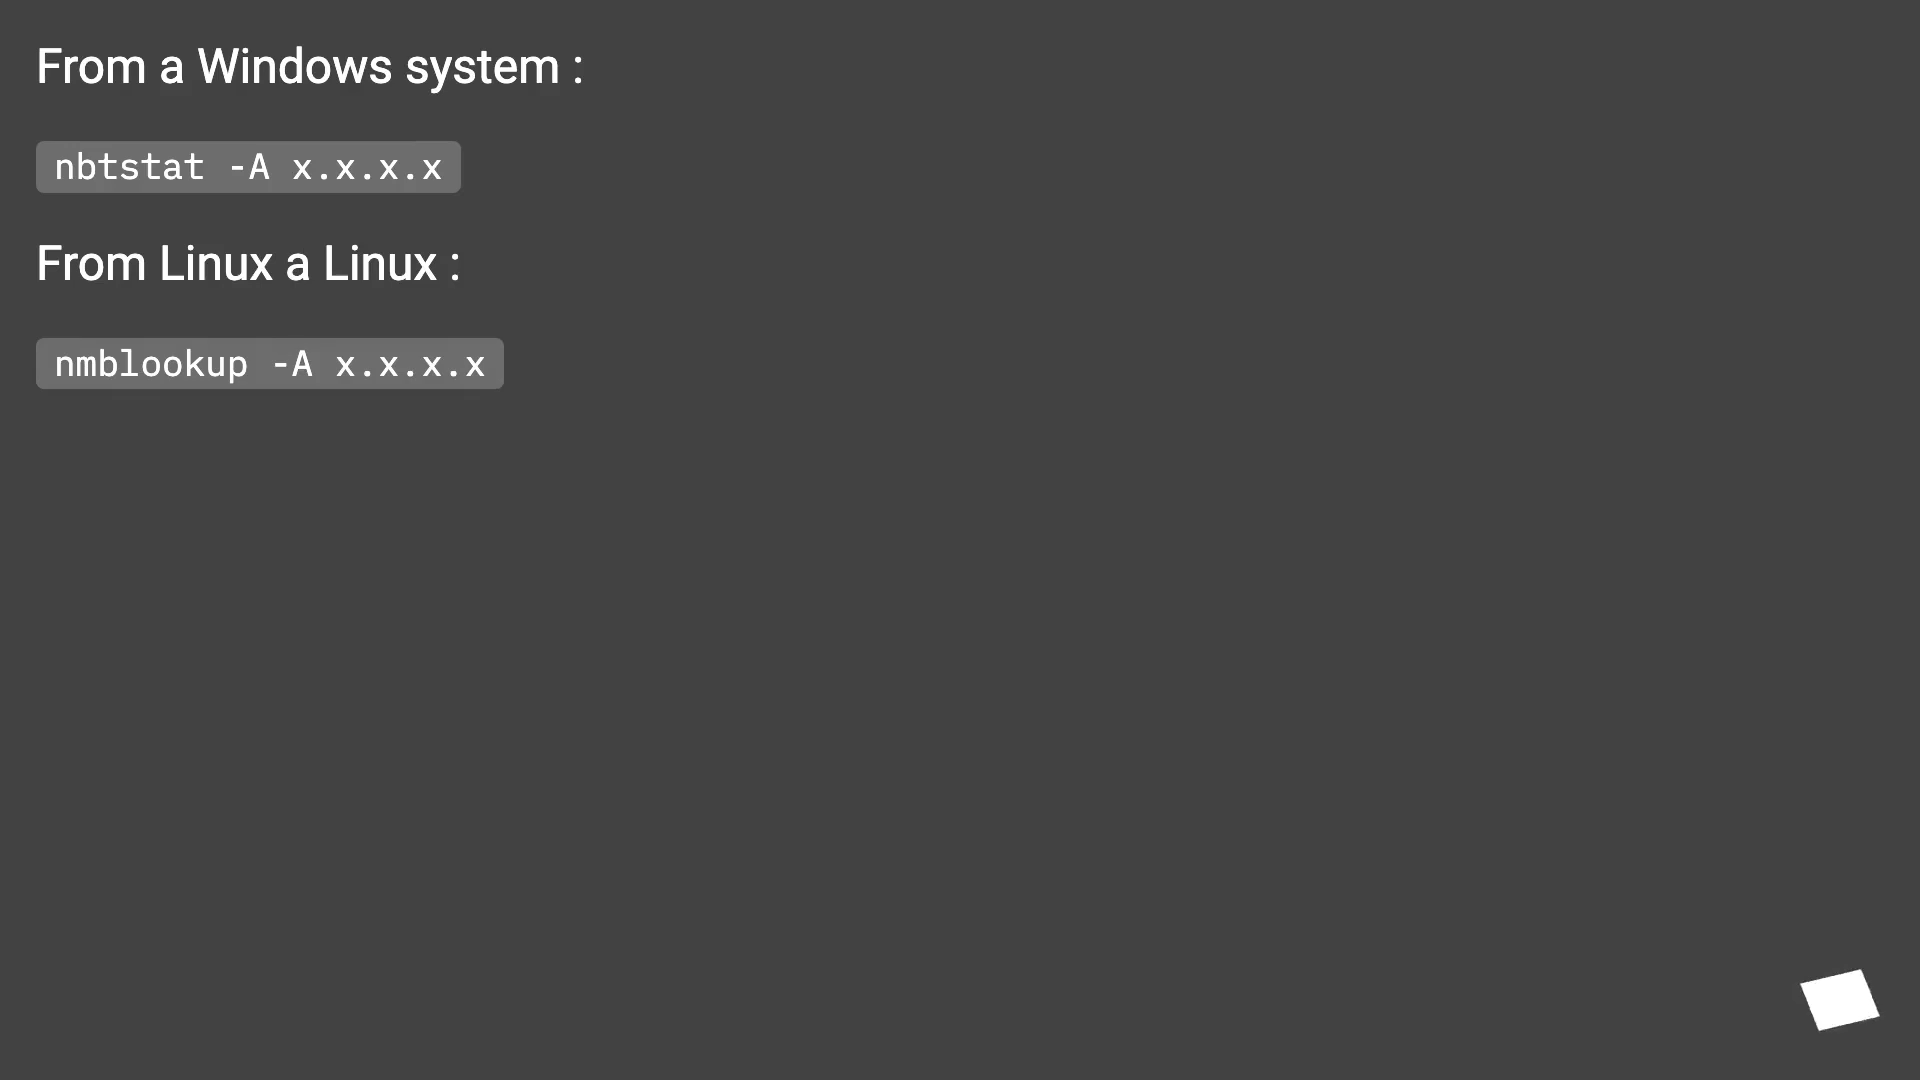 From a Windows system :
nbtstat -A x.x.x.x
From Linux a Linux :
nmblookup -A x.x.x.x